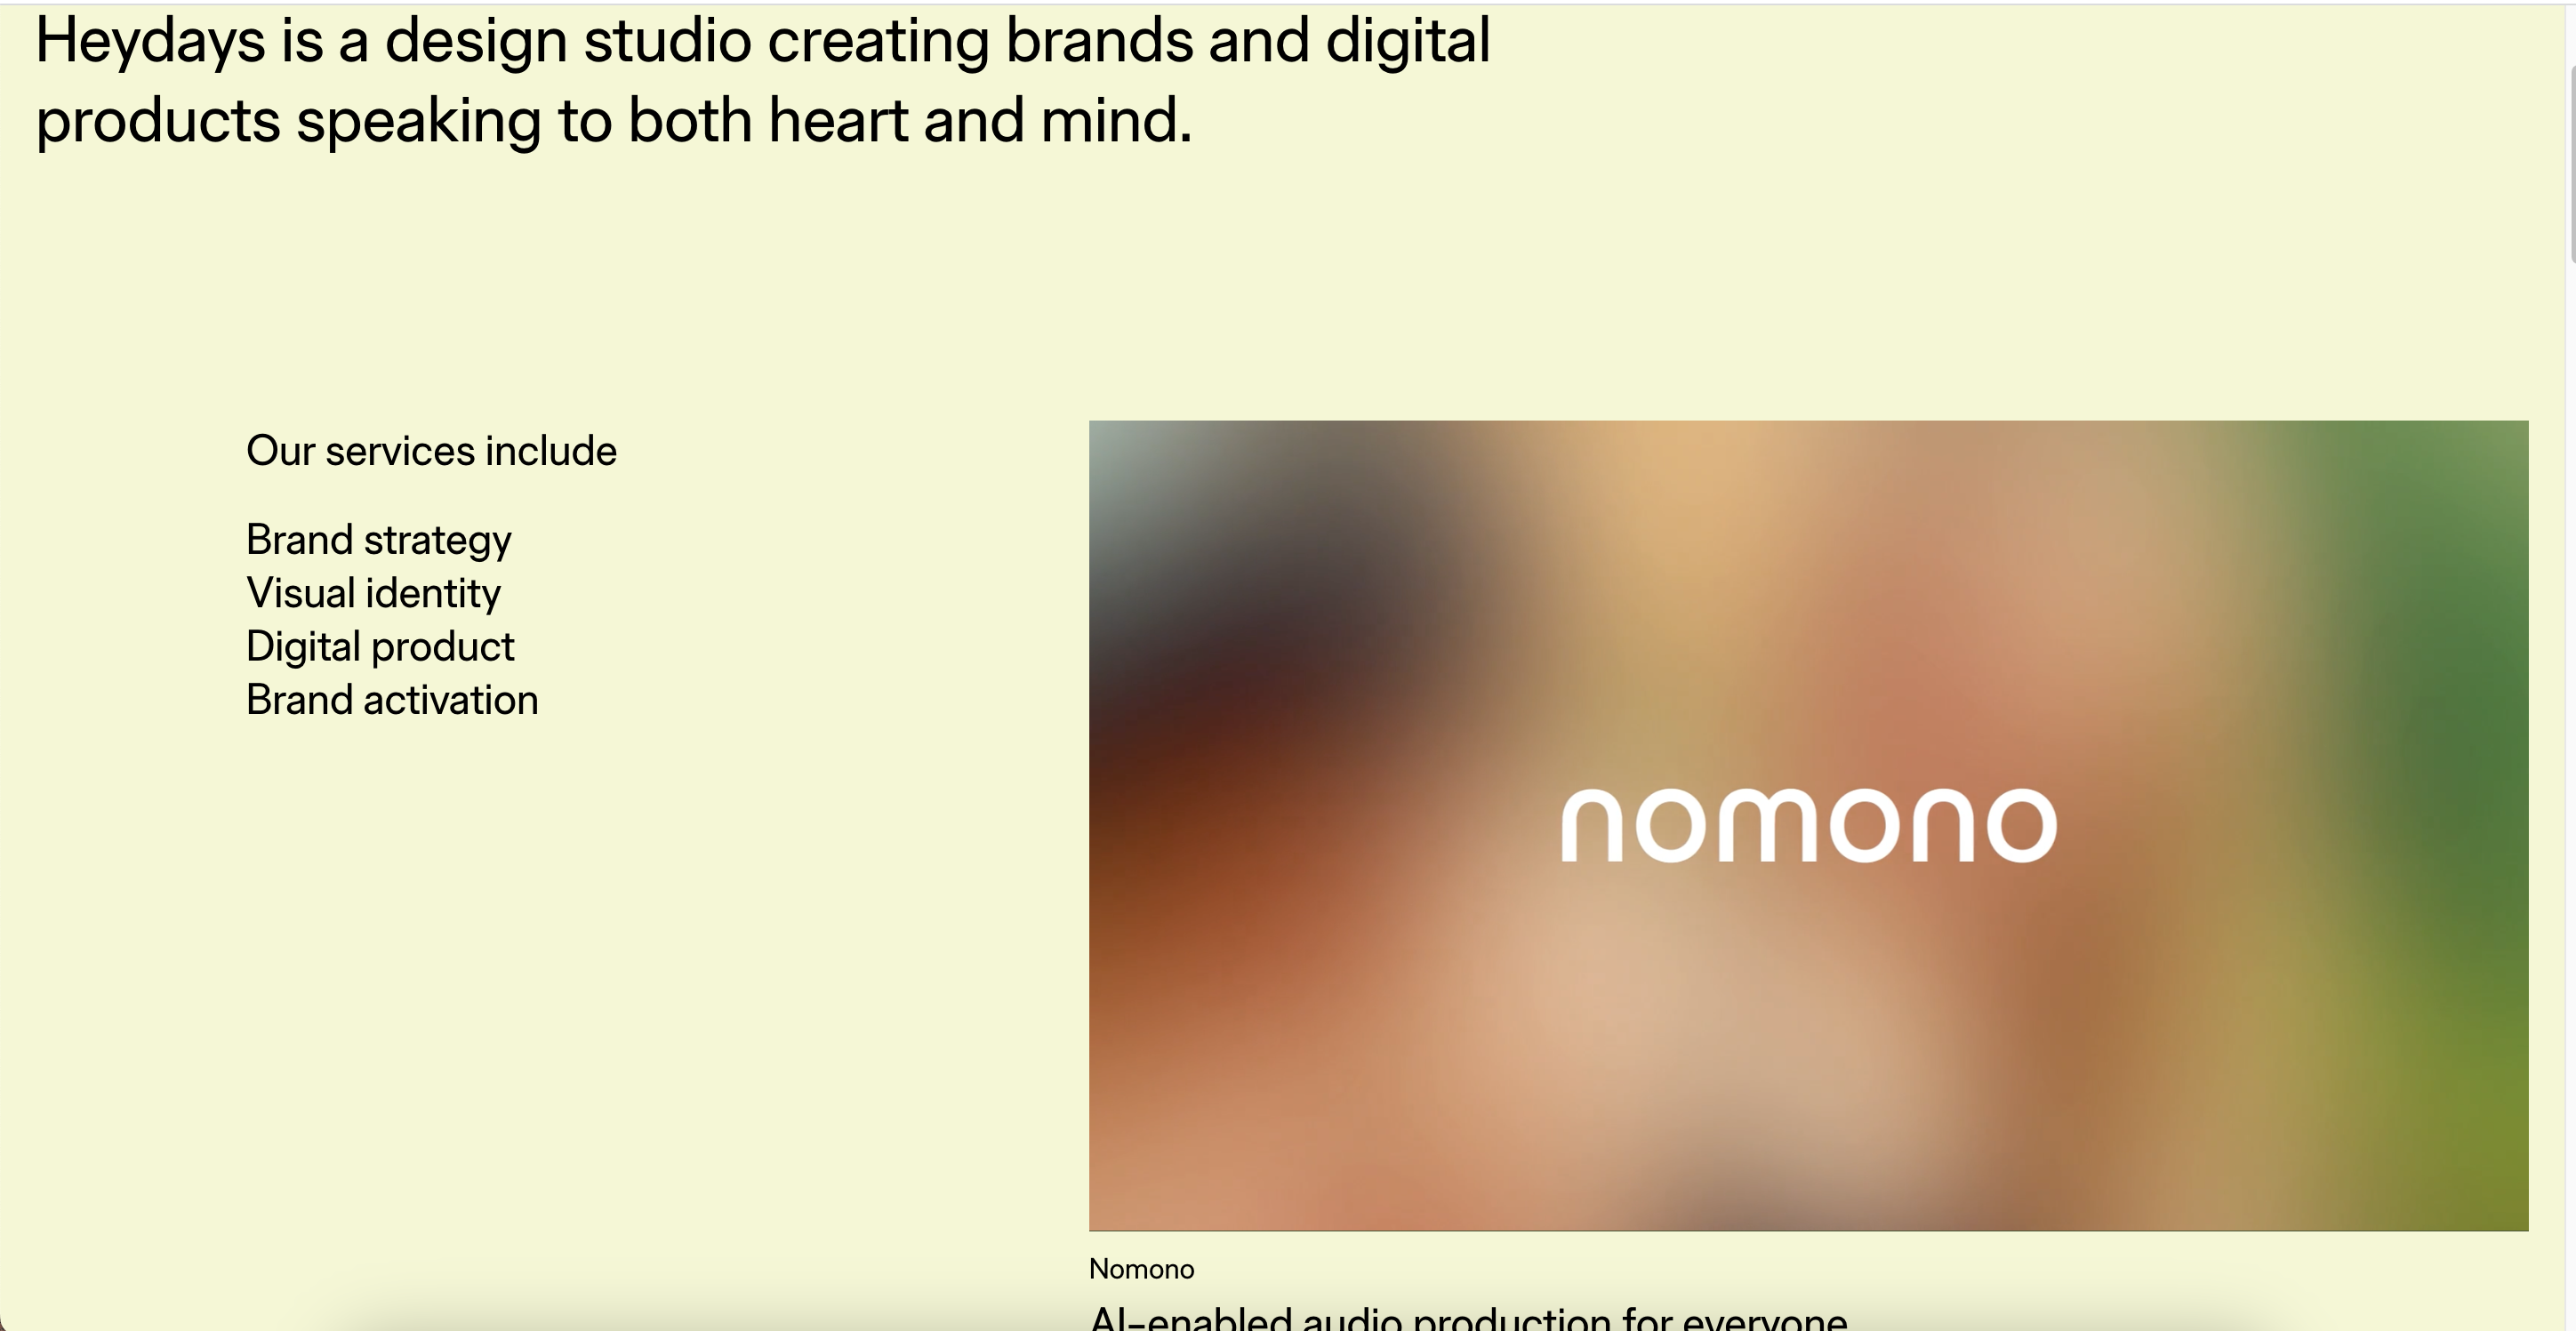 Heydays is a design studio creating brands and digital
products speaking to both heart and mind.
Our services include
Brand strategy
Visual identity
Digital product
Brand activation
nomono
Nomono
AI-enabled audio production for everyone